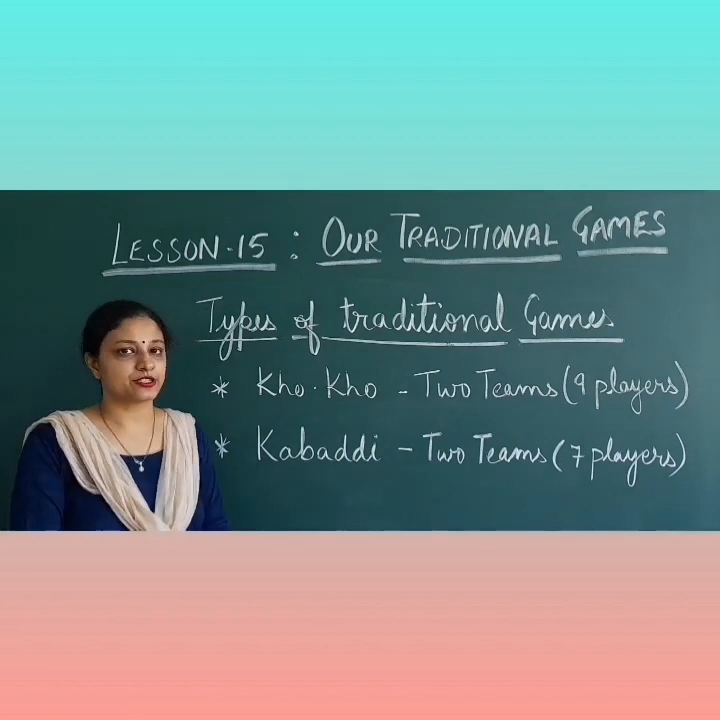 LESSON-15 : OUR TRADITIONAL GAMES
Types of traditional Games
* Kho-Kho - Two Teams (9 players)
* Kabaddi - Two Teams (7 players)